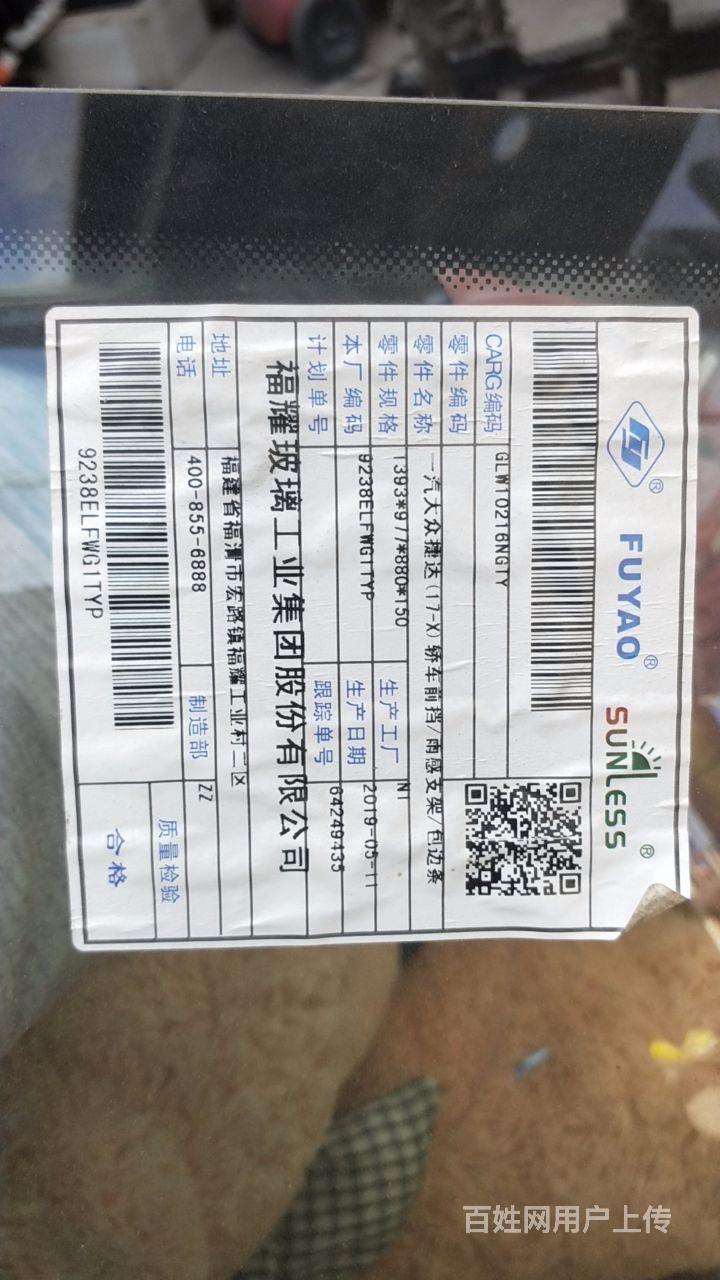 FUYAO® SUNLESS®
CARG编码 GLW10216NG1Y
零件编码
零件名称 一汽大众捷达(17-X)轿车前挡/雨感支架/包边条
零件规格 1393*977*880*150 生产工厂 N1
本厂编码 9238ELFWG1TYP 生产日期 2019-05-11
计划单号 跟踪单号 64249435
福耀玻璃工业集团股份有限公司
地址 福建省福清市宏路镇福耀工业村二区
电话 400-855-6888 制造部 ZZ 质量检验
9238ELFWG1TYP 合格
百姓网用户上传